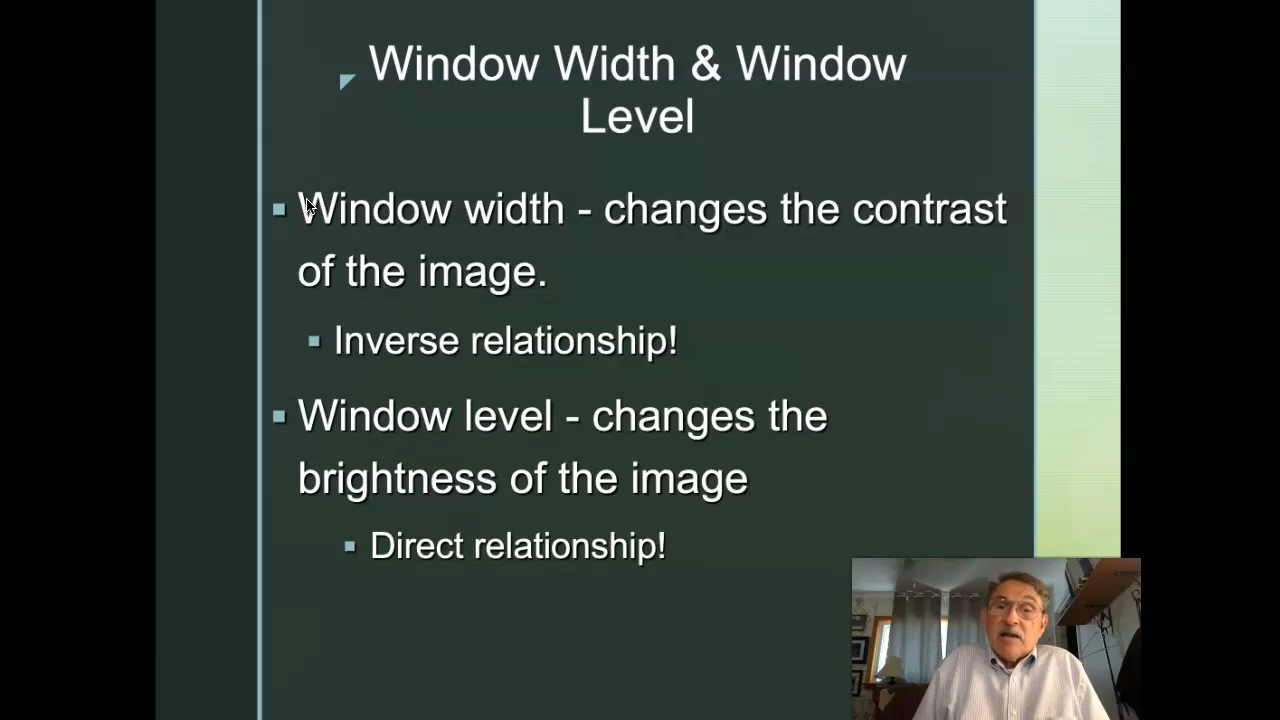 Window Width & Window
Level
Window width - changes the contrast
of the image.
Inverse relationship!
Window level - changes the
brightness of the image
Direct relationship!